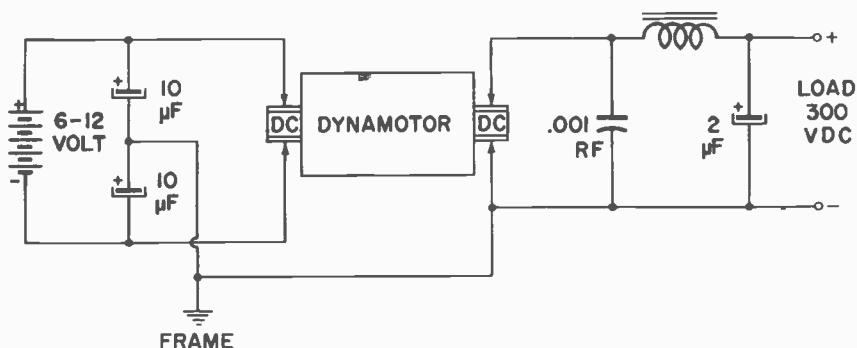 +
10
µF
+
-
6-12
VOLT
+
10
µF
DC
DYNAMOTOR
DC
.001
RF
+
2
µF
+
LOAD
300
VDC
-
FRAME